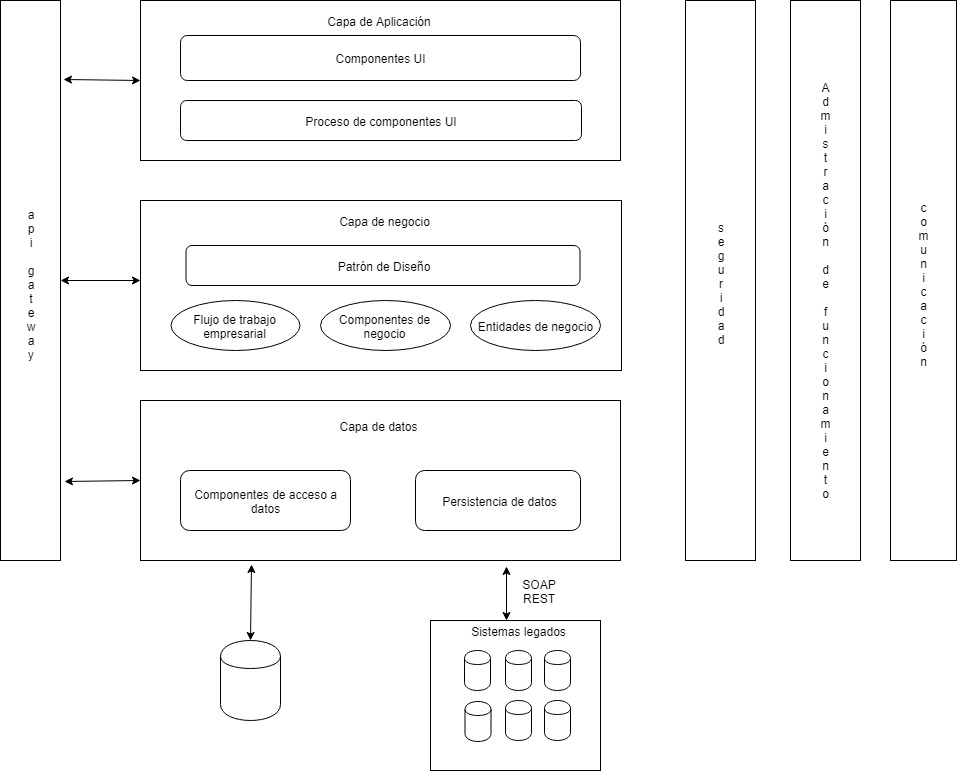 Capa de Aplicación
Componentes UI
Proceso de componentes UI
api gateway
Capa de negocio
Patrón de Diseño
Flujo de trabajo
empresarial
Componentes de
negocio
Entidades de negocio
Capa de datos
Componentes de acceso a
datos
Persistencia de datos
SOAP
REST
Sistemas legados
seguridad
Admistración de funcionamiento
comunicación